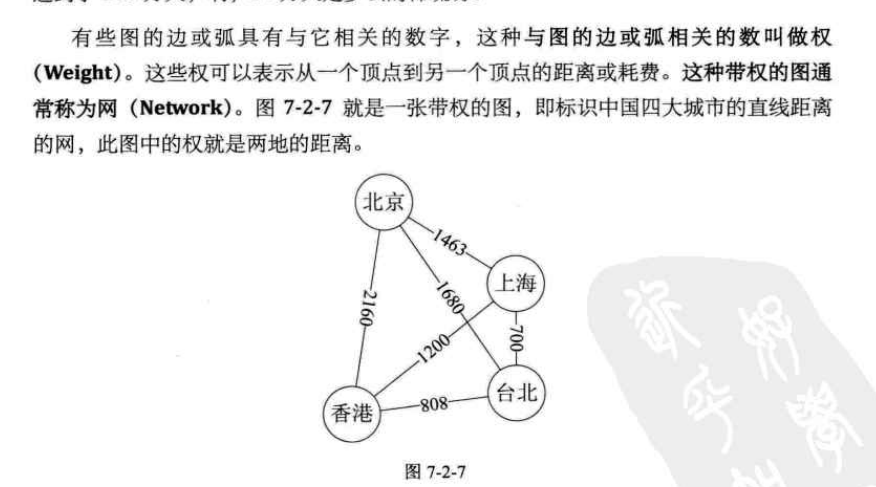 有些图的边或弧具有与它相关的数字，这种与图的边或弧相关的数叫做权
（Weight）。这些权可以表示从一个顶点到另一个顶点的距离或耗费。这种带权的图通
常称为网（Network）。图 7-2-7 就是一张带权的图，即标识中国四大城市的直线距离
的网，此图中的权就是两地的距离。
北京
1463
上海
2160
1680
1200
700
香港
808
台北
图 7-2-7